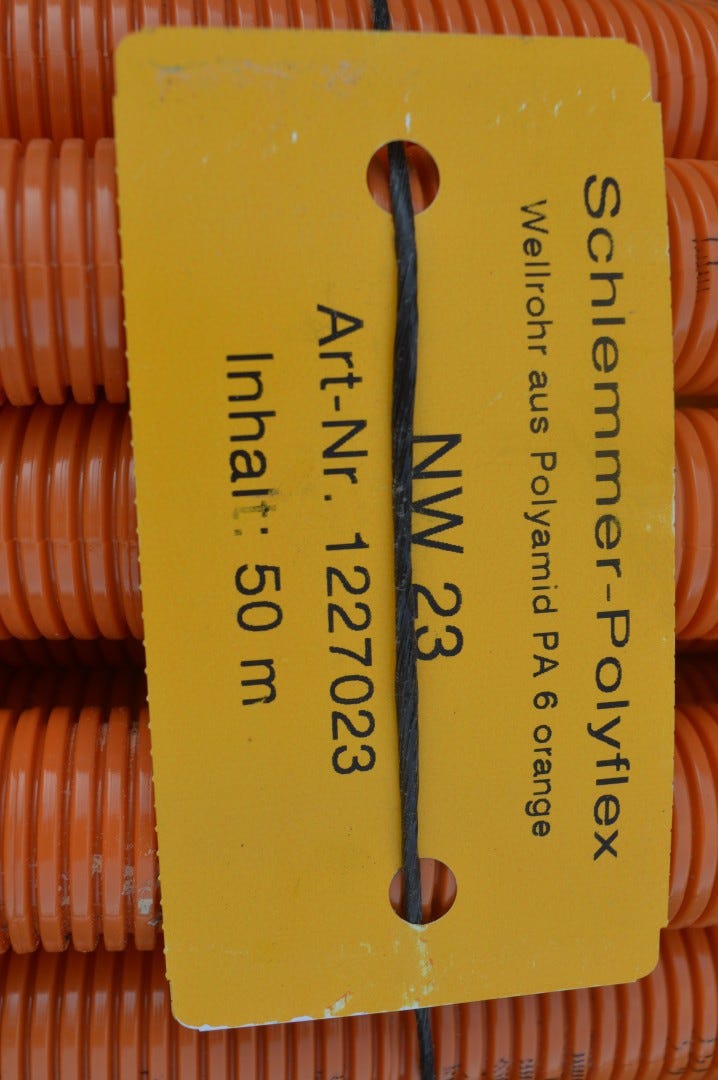 Schlemmer-Polyflex
Wellrohr aus Polyamid PA 6 orange
NW 23
Art-Nr. 1227023
Inhalt: 50 m